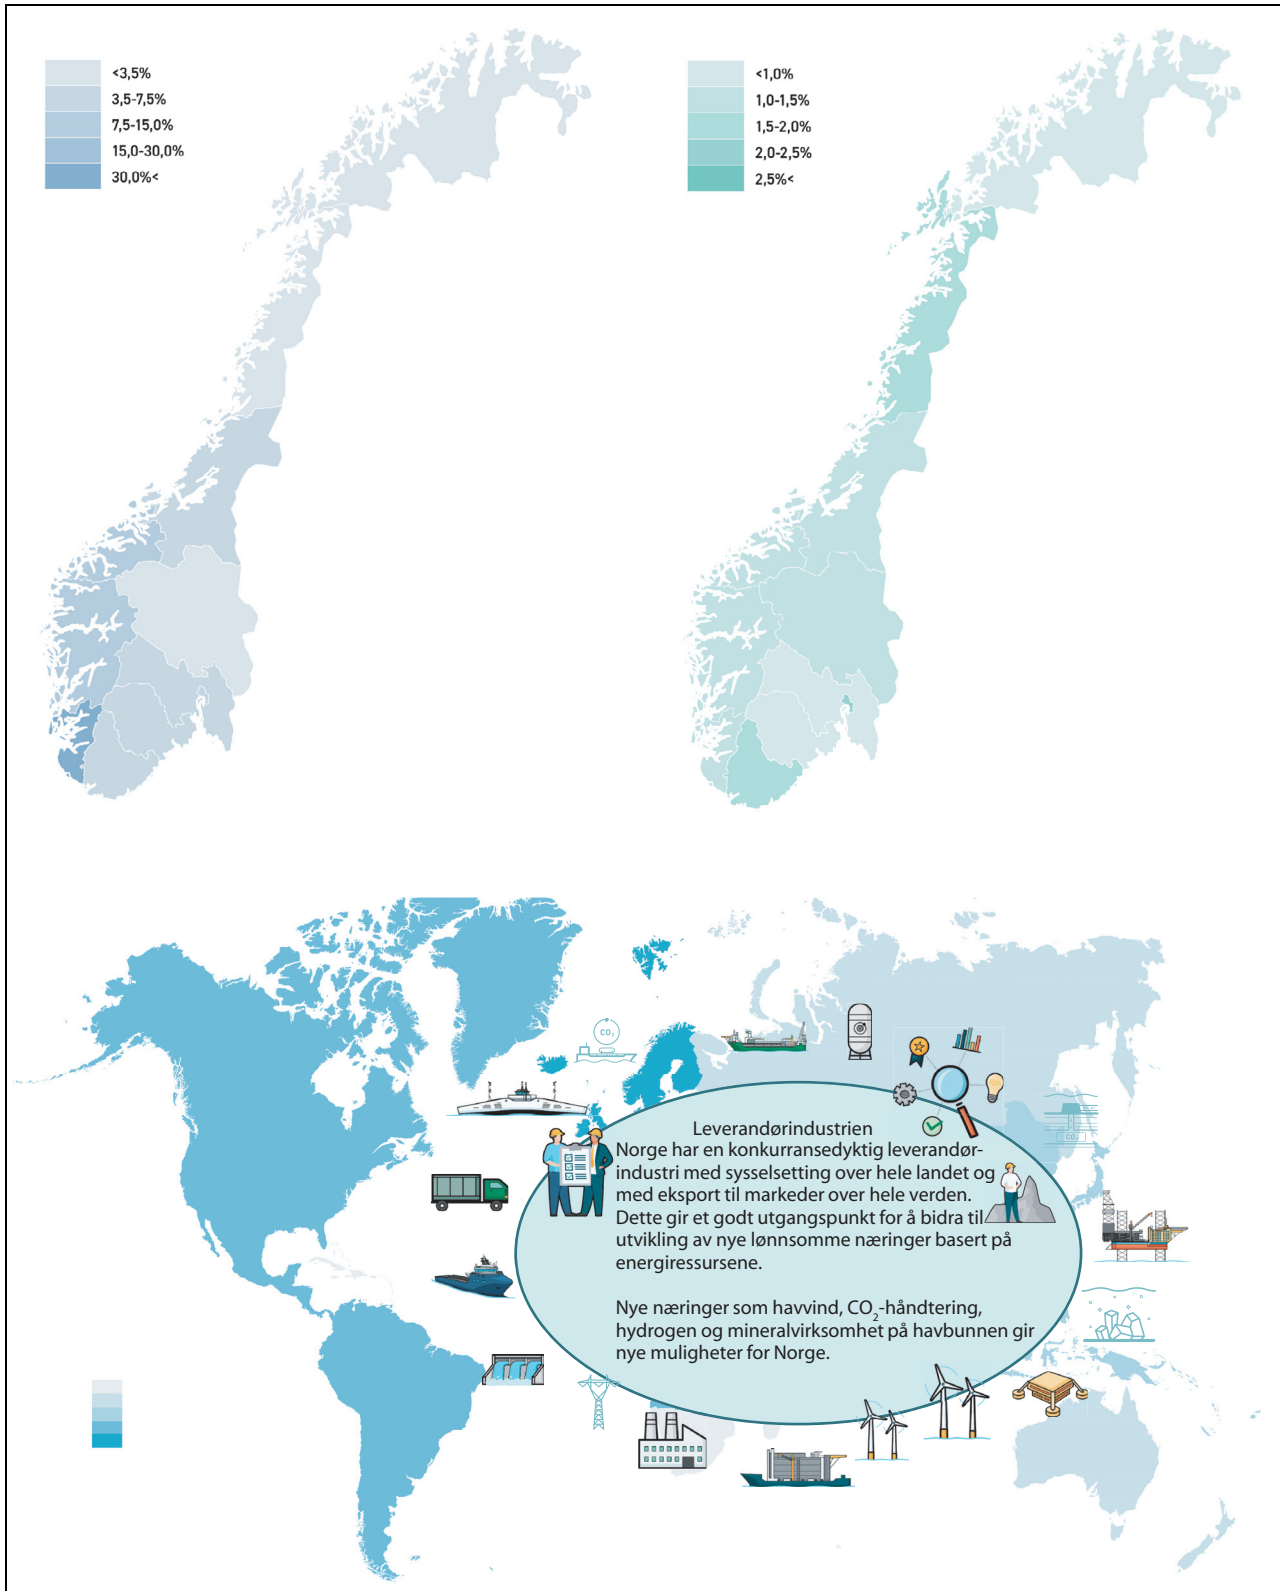 <3,5%
3,5-7,5%
7,5-15,0%
15,0-30,0%
30,0%<
<1,0%
1,0-1,5%
1,5-2,0%
2,0-2,5%
2,5%<
CO₂
Leverandørindustrien
Norge har en konkurransedyktig leverandør-
industri med sysselsetting over hele landet og
med eksport til markeder over hele verden.
Dette gir et godt utgangspunkt for å bidra til
utvikling av nye lønnsomme næringer basert på
energiressursene.
Nye næringer som havvind, CO₂-håndtering,
hydrogen og mineralvirksomhet på havbunnen gir
nye muligheter for Norge.
CO₂